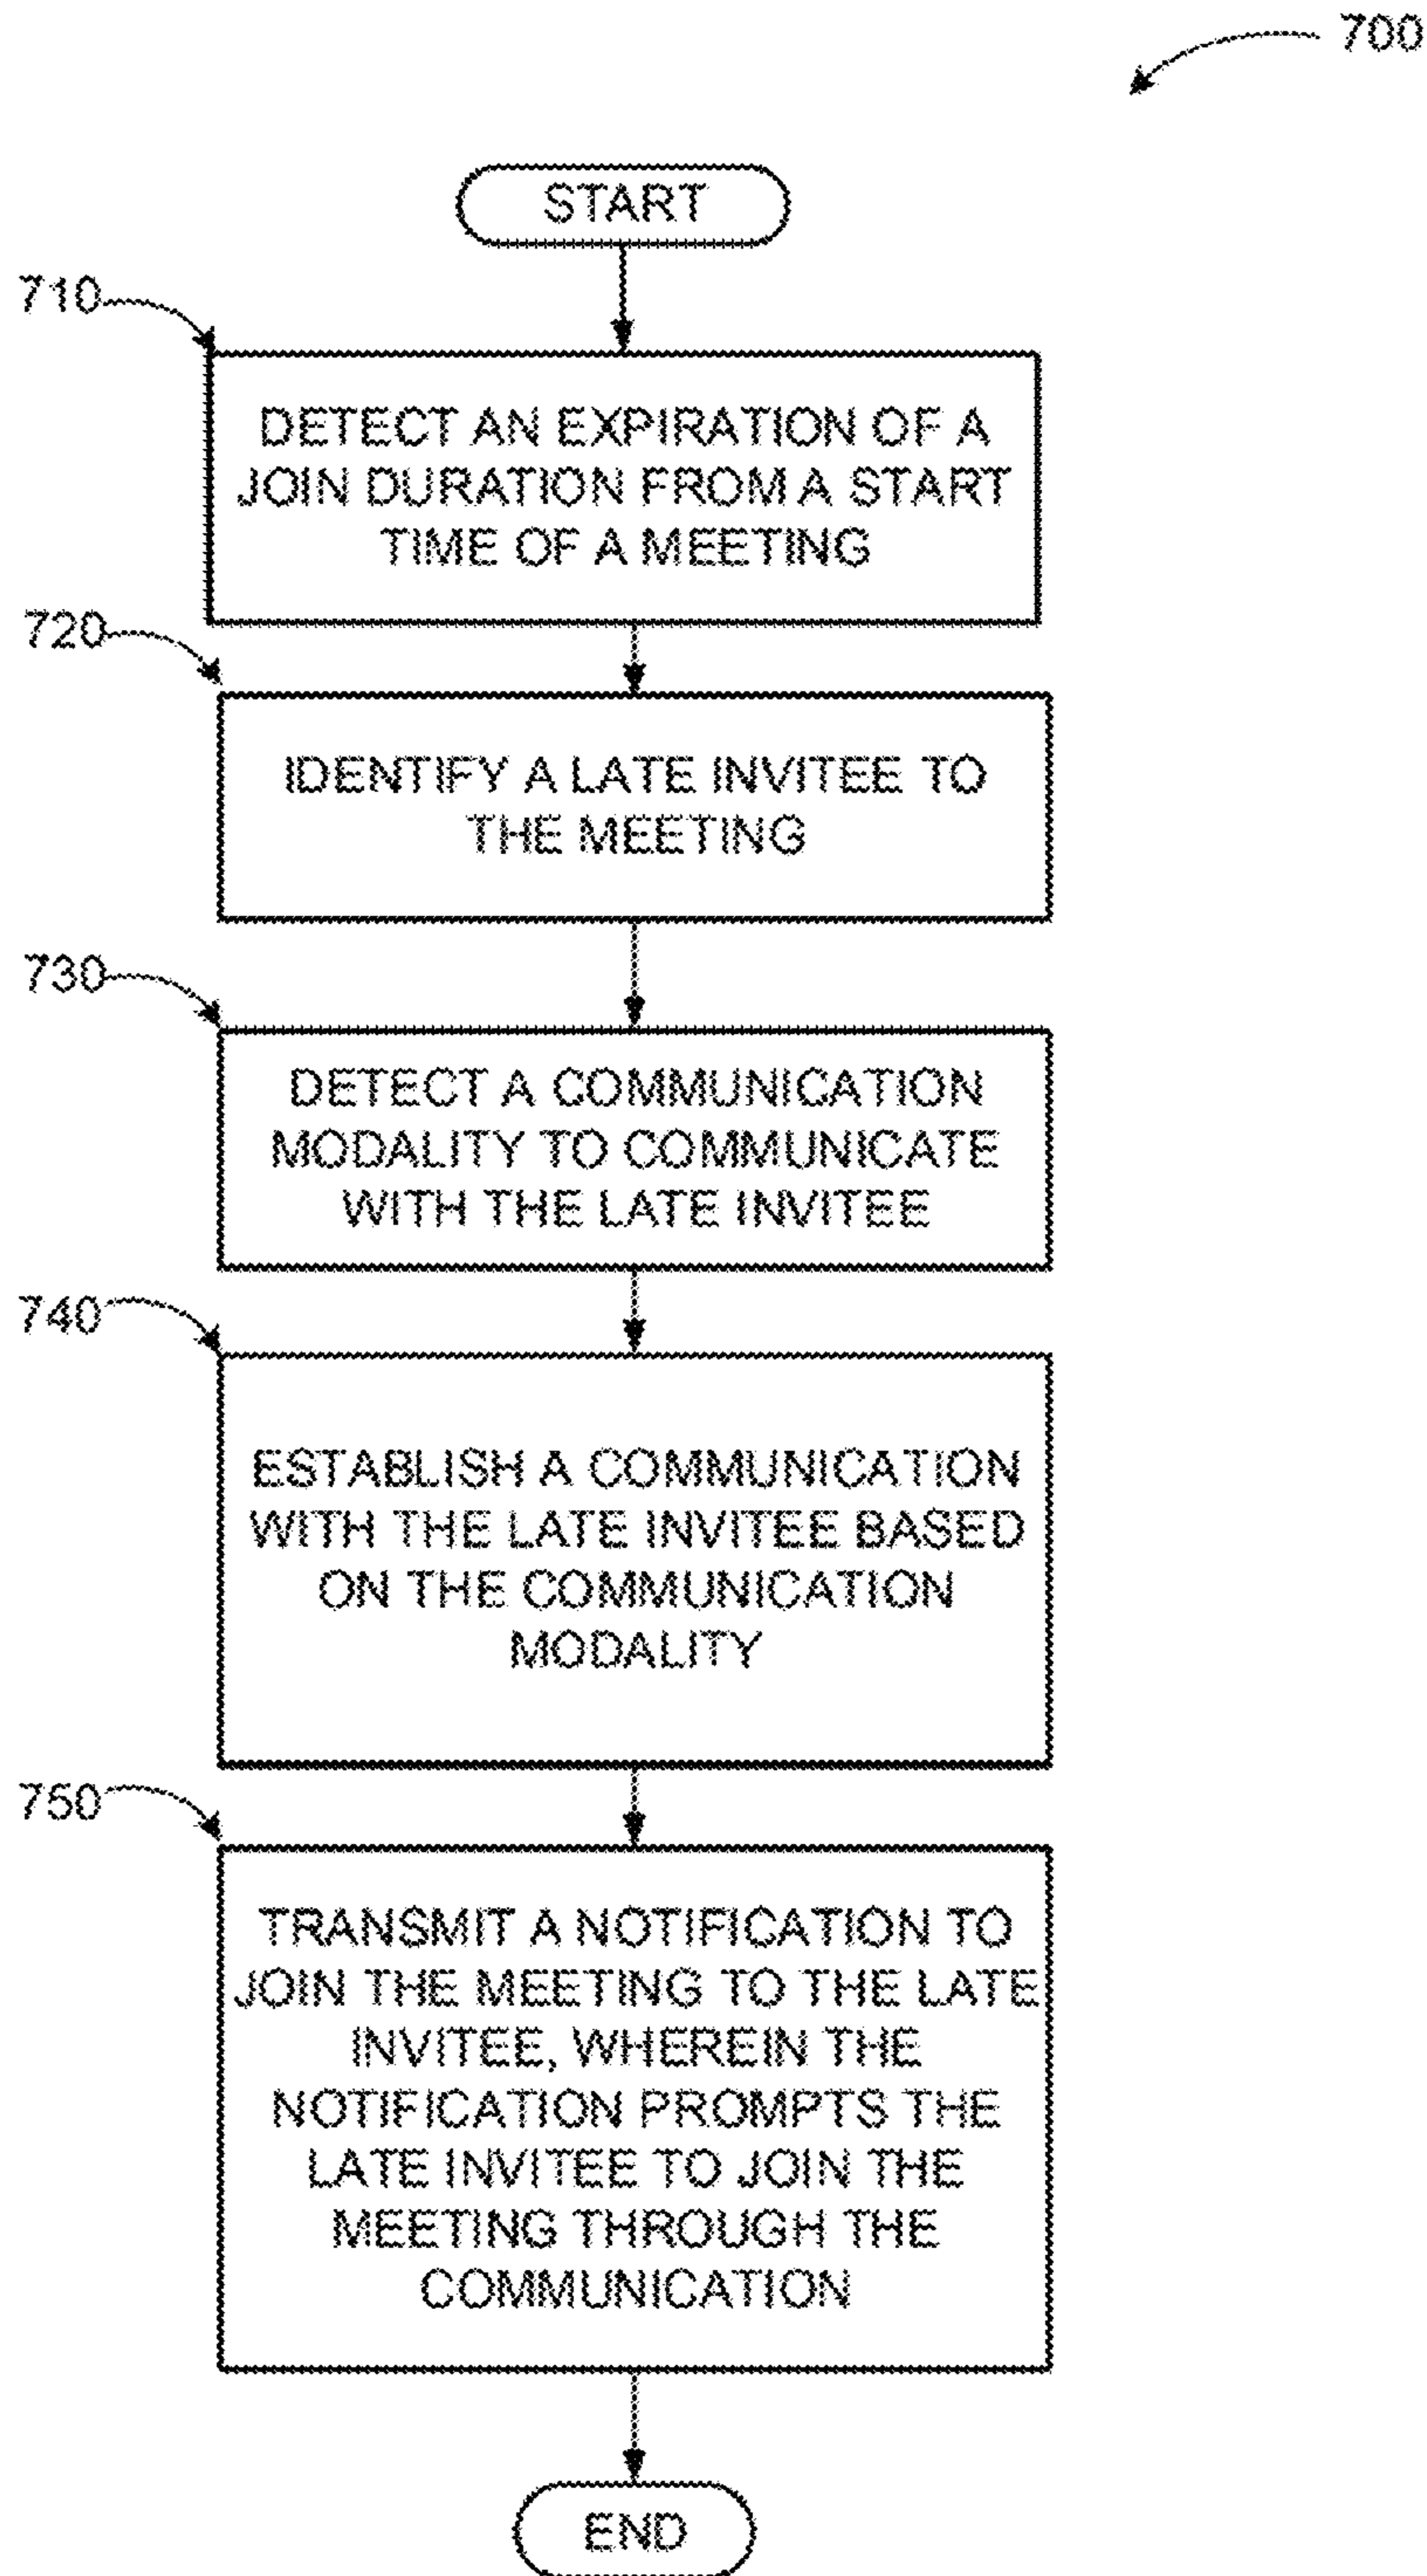 700
START
710
DETECT AN EXPIRATION OF A
JOIN DURATION FROM A START
TIME OF A MEETING
720
IDENTIFY A LATE INVITEE TO
THE MEETING
730
DETECT A COMMUNICATION
MODALITY TO COMMUNICATE
WITH THE LATE INVITEE
740
ESTABLISH A COMMUNICATION
WITH THE LATE INVITEE BASED
ON THE COMMUNICATION
MODALITY
750
TRANSMIT A NOTIFICATION TO
JOIN THE MEETING TO THE LATE
INVITEE, WHEREIN THE
NOTIFICATION PROMPTS THE
LATE INVITEE TO JOIN THE
MEETING THROUGH THE
COMMUNICATION
END